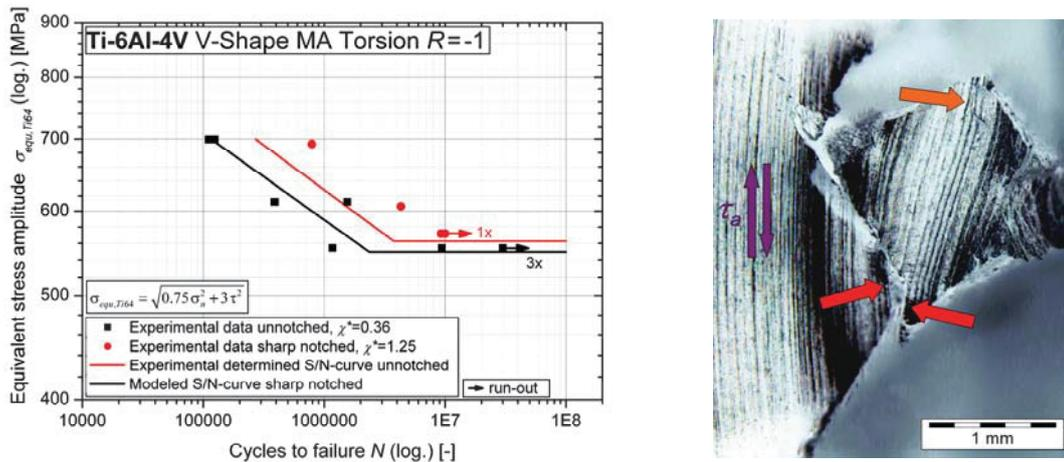 Ti-6Al-4V V-Shape MA Torsion R=-1
Equivalent stress amplitude σequ,Ti64 (log.) [MPa]
900
800
700
600
500
400
1x
3x
σequ,Ti64 = √0.75σn² + 3τ²
Experimental data unnotched, χ*=0.36
Experimental data sharp notched, χ*=1.25
Experimental determined S/N-curve unnotched
Modeled S/N-curve sharp notched
run-out
10000
100000
1000000
1E7
1E8
Cycles to failure N (log.) [-]
τa
1 mm